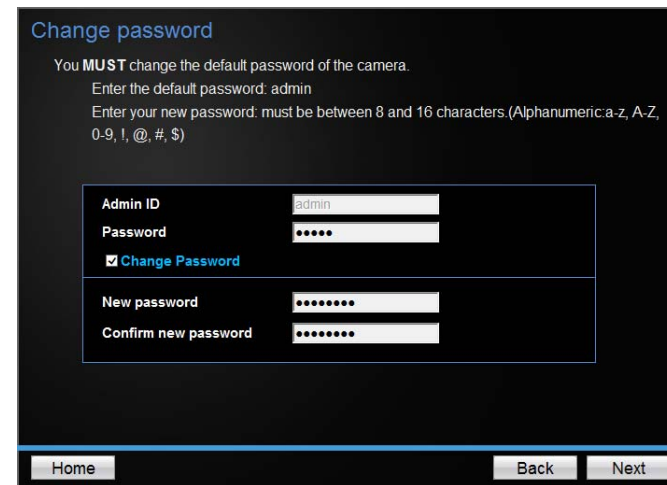 Change password
You MUST change the default password of the camera.
Enter the default password: admin
Enter your new password: must be between 8 and 16 characters.(Alphanumeric:a-z, A-Z,
0-9, !, @, #, $)
Admin ID admin
Password •••••
Change Password
New password ••••••••
Confirm new password ••••••••
Home Back Next